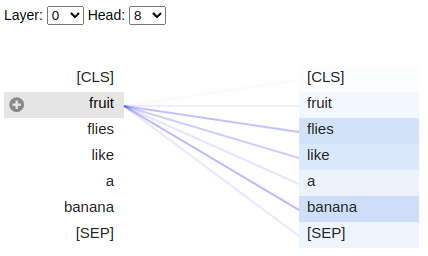 Layer: 0 Head: 8
[CLS] [CLS]
fruit fruit
flies flies
like like
a a
banana banana
[SEP] [SEP]